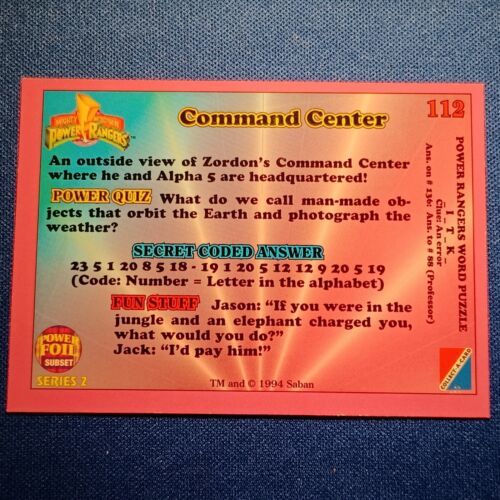 MIGHTY MORPHIN
POWER RANGERS™
Command Center
112
An outside view of Zordon's Command Center
where he and Alpha 5 are headquartered!
POWER QUIZ What do we call man-made ob-
jects that orbit the Earth and photograph the
weather?
SECRET CODED ANSWER
23 5 1 20 8 5 18 - 19 1 20 5 12 12 9 20 5 19
(Code: Number = Letter in the alphabet)
FUN STUFF Jason: "If you were in the
jungle and an elephant charged you,
what would you do?"
Jack: "I'd pay him!"
POWER
FOIL
SUBSET
SERIES 2
TM and © 1994 Saban
POWER RANGERS WORD PUZZLE
_ I _ T _ K _
Clue: An error
Ans. on # 136: Ans. to # 88 (Professor)
COLLECT-A-CARD